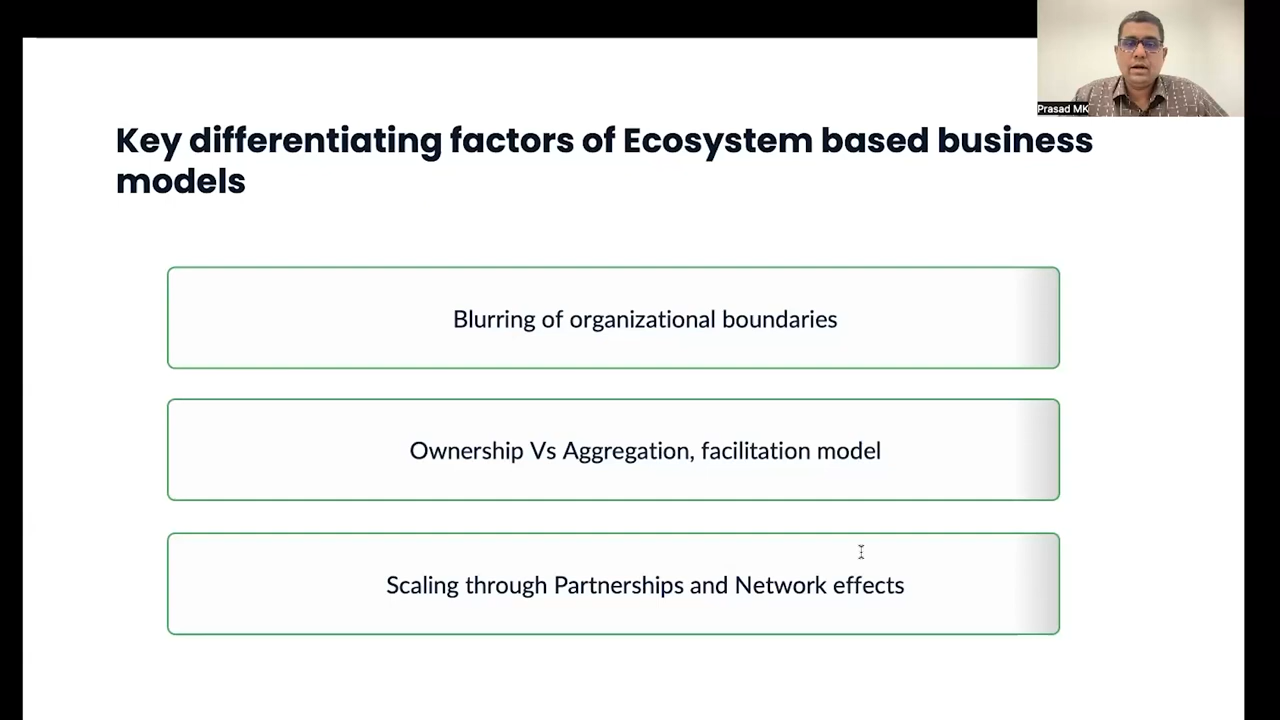 Prasad MK
Key differentiating factors of Ecosystem based business
models
Blurring of organizational boundaries
Ownership Vs Aggregation, facilitation model
Scaling through Partnerships and Network effects